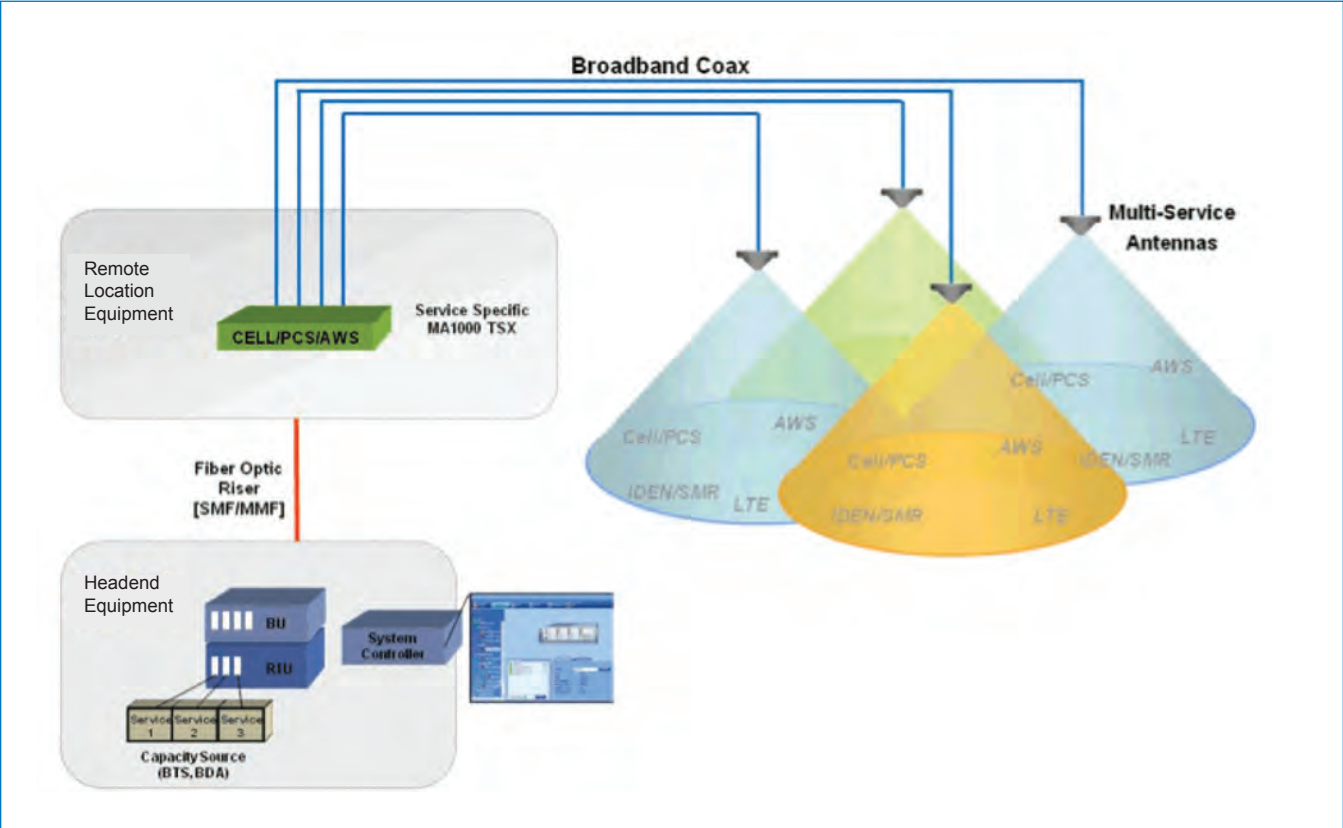 Broadband Coax
Multi-Service
Antennas
Remote
Location
Equipment
Service Specific
MA1000 TSX
CELL/PCS/AWS
Cell/PCS
AWS
IDEN/SMR
LTE
Cell/PCS
AWS
IDEN/SMR
LTE
Cell/PCS
AWS
IDEN/SMR
LTE
Fiber Optic
Riser
[SMF/MMF]
Headend
Equipment
BU
RIU
System
Controller
Service
1
Service
2
Service
3
Capacity Source
(BTS, BDA)